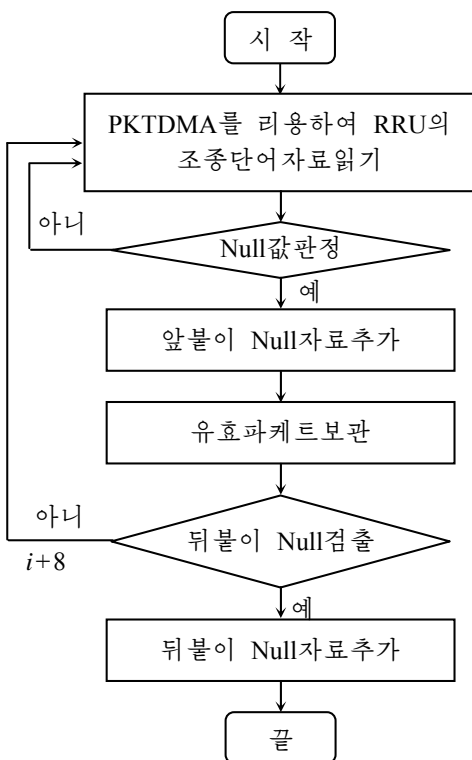 시 작
PKTDMA를 리용하여 RRU의
조종단어자료읽기
아니
Null값판정
예
앞붙이 Null자료추가
유효파케트보관
아니
뒤붙이 Null검출
i+8
예
뒤붙이 Null자료추가
끝